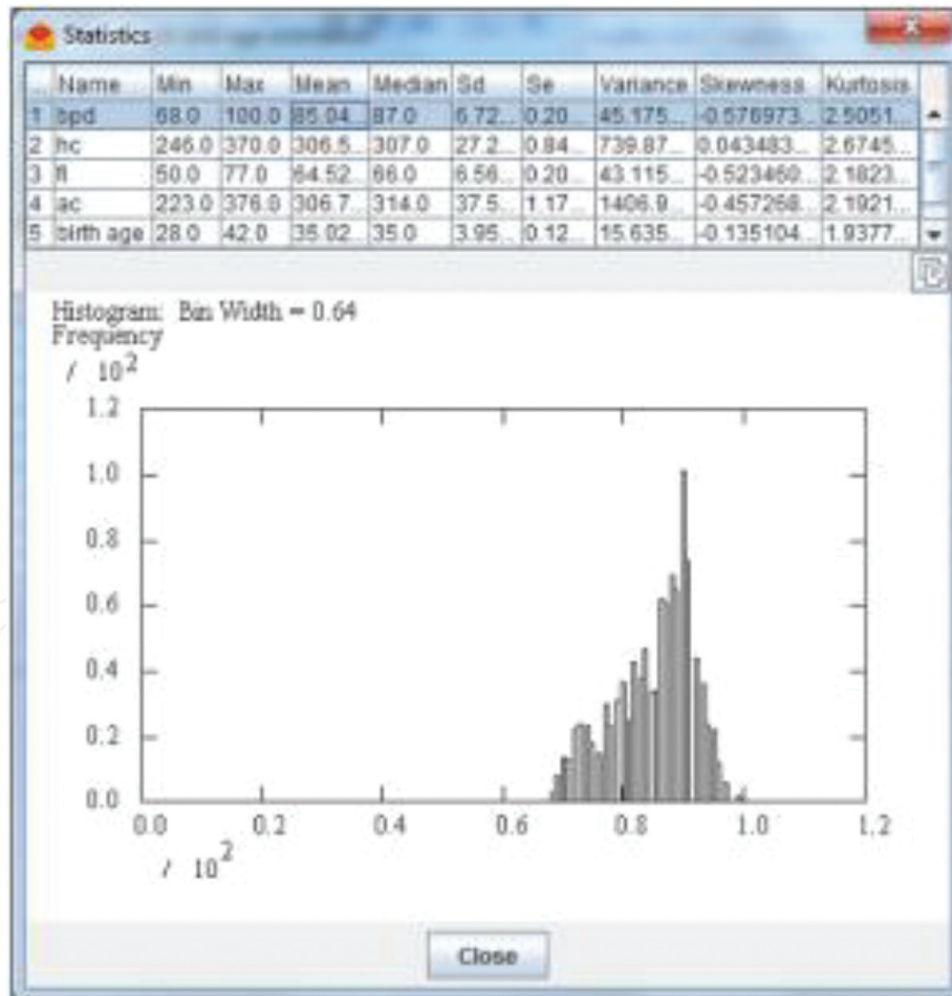 Statistics
.. Name Min Max Mean Median Sd Se Variance Skewness Kurtosis
1 bpd 68.0 100.0 85.04... 87.0 6.72... 0.20... 45.175... -0.576973... 2.5051...
2 hc 246.0 370.0 306.5... 307.0 27.2... 0.84... 739.87... 0.043483... 2.6745...
3 fl 50.0 77.0 64.52... 66.0 6.56... 0.20... 43.115... -0.523460... 2.1823...
4 ac 223.0 376.0 306.7... 314.0 37.5... 1.17... 1406.9... -0.457268... 2.1921...
5 birth age 28.0 42.0 35.02... 35.0 3.95... 0.12... 15.635... -0.135104... 1.9377...
Histogram: Bin Width = 0.64
Frequency
/ 10²
1.2
1.0
0.8
0.6
0.4
0.2
0.0
0.0 0.2 0.4 0.6 0.8 1.0 1.2
/ 10²
Close